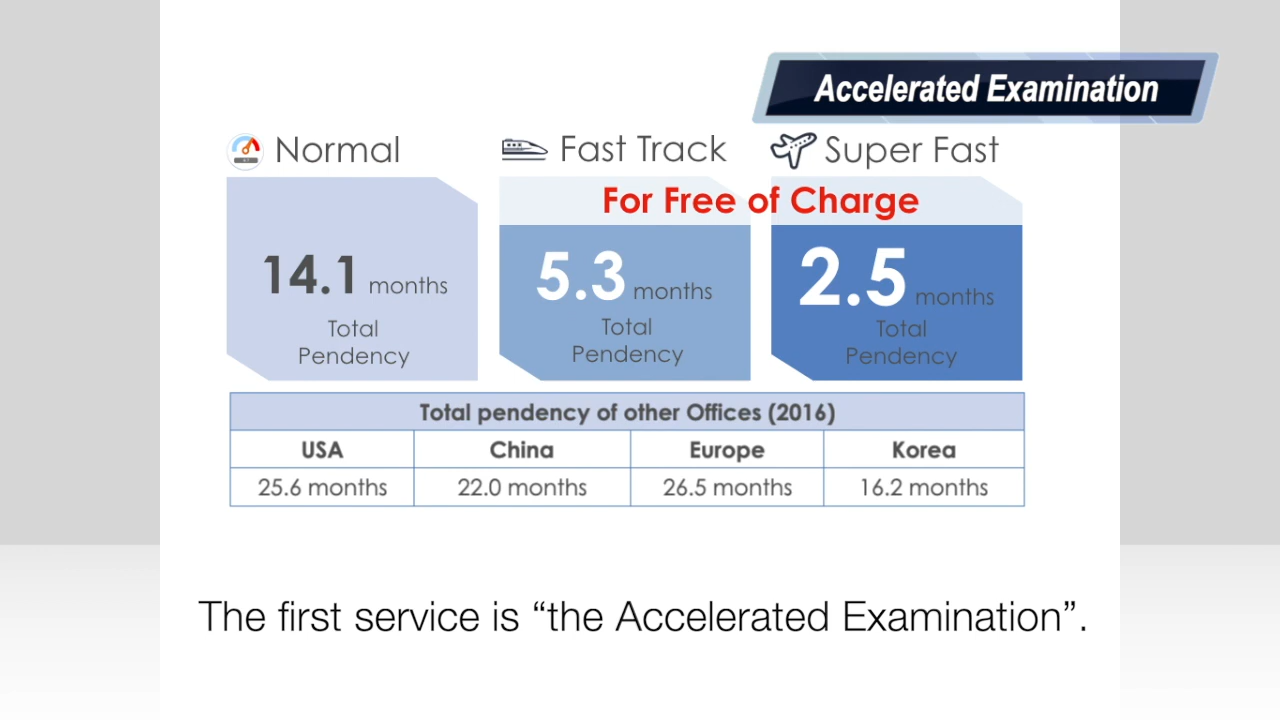 Accelerated Examination
Normal
Fast Track
Super Fast
For Free of Charge
14.1 months
Total
Pendency
5.3 months
Total
Pendency
2.5 months
Total
Pendency
Total pendency of other Offices (2016)
USA China Europe Korea
25.6 months 22.0 months 26.5 months 16.2 months
The first service is “the Accelerated Examination”.